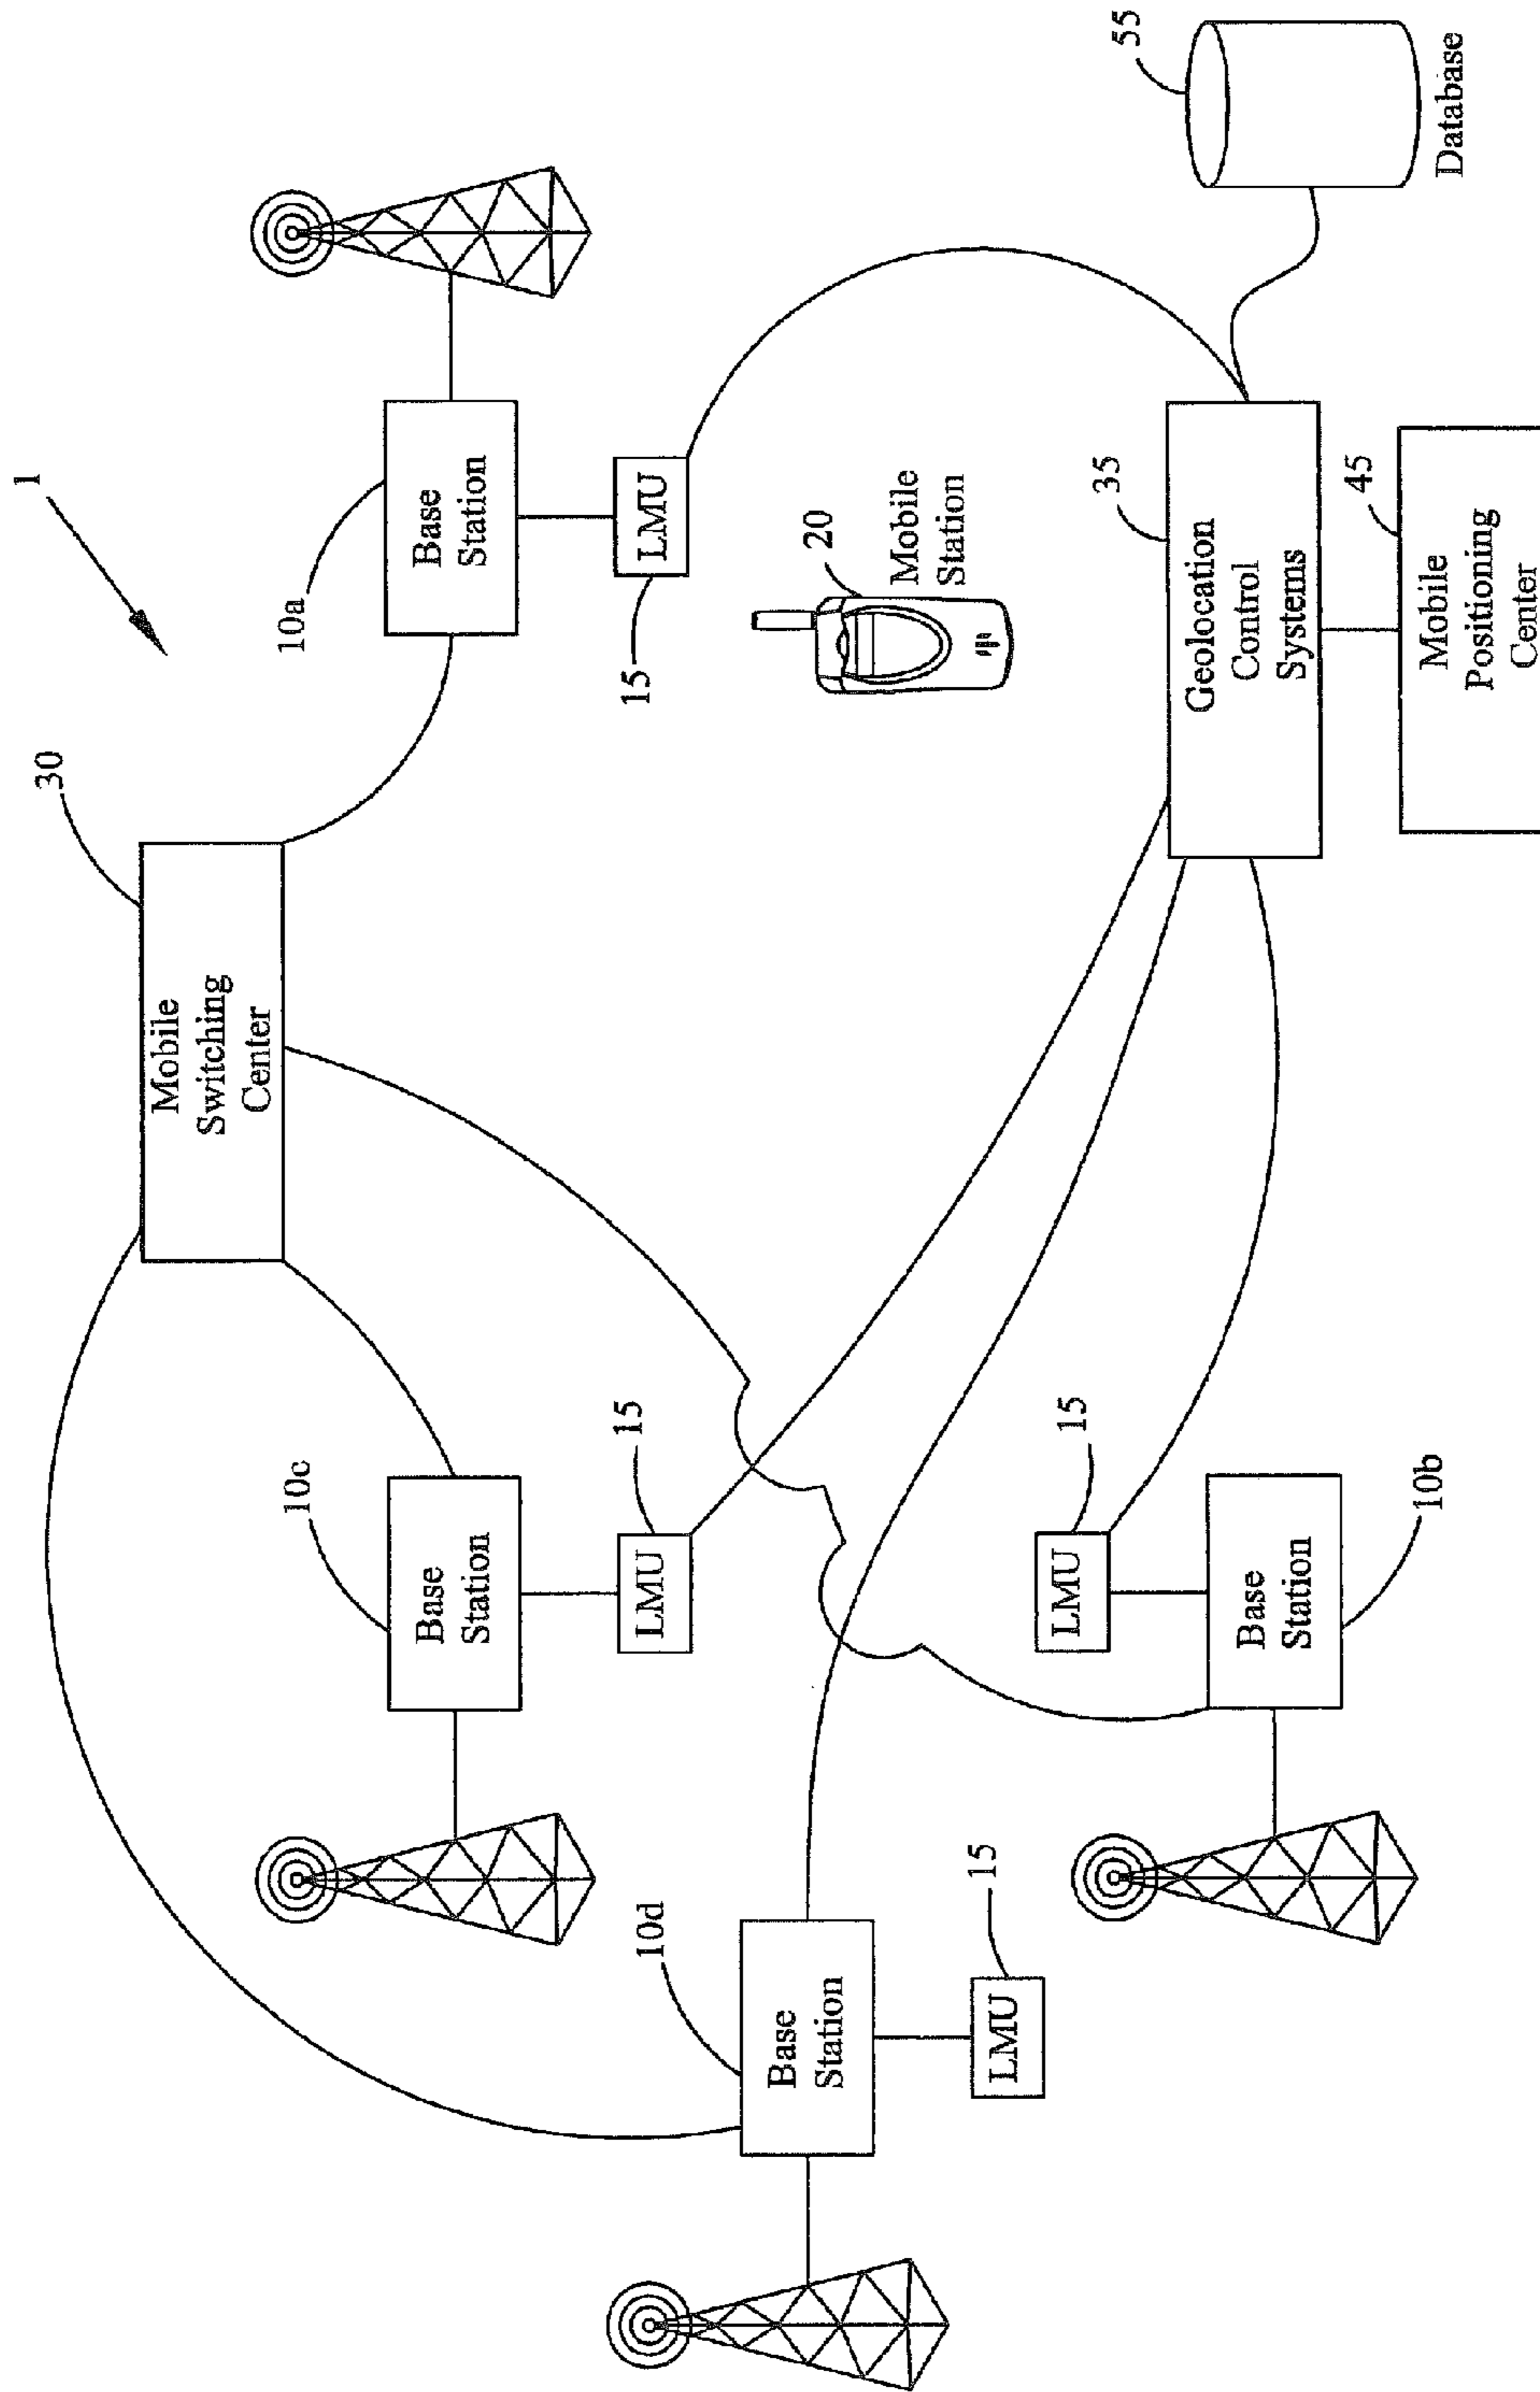 1
30
Mobile
Switching
Center
10c
Base
Station
15
LMU
10a
Base
Station
LMU
15
10d
Base
Station
15
LMU
20
Mobile
Station
15
LMU
Base
Station
10b
35
Geolocation
Control
Systems
45
Mobile
Positioning
Center
55
Database